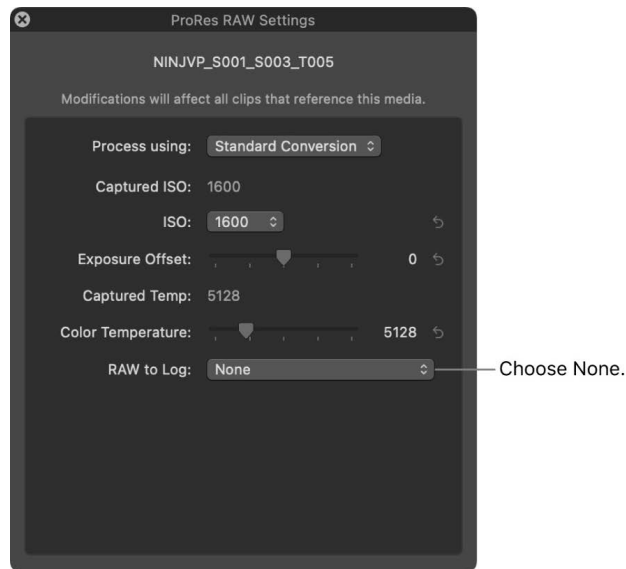 ProRes RAW Settings
NINJVP_S001_S003_T005
Modifications will affect all clips that reference this media.
Process using: Standard Conversion
Captured ISO: 1600
ISO: 1600
Exposure Offset: 0
Captured Temp: 5128
Color Temperature: 5128
RAW to Log: None
Choose None.